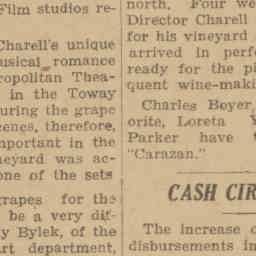 Film studios re-
Charell's unique
usical romance
ropolitan Thea-
in the Toway
uring the grape
cenes, therefore,
mportant in the
neyard was ac-
one of the sets
grapes for the
be a very dif-
y Bylek, of the
rt department,
north. Four we
Director Charell
for his vineyard
arrived in perfe
ready for the pi
quent wine-maki
Charles Boyer,
orite, Loreta Y
Parker have t
"Carazan."
CASH CIR
The increase o
disbursements in